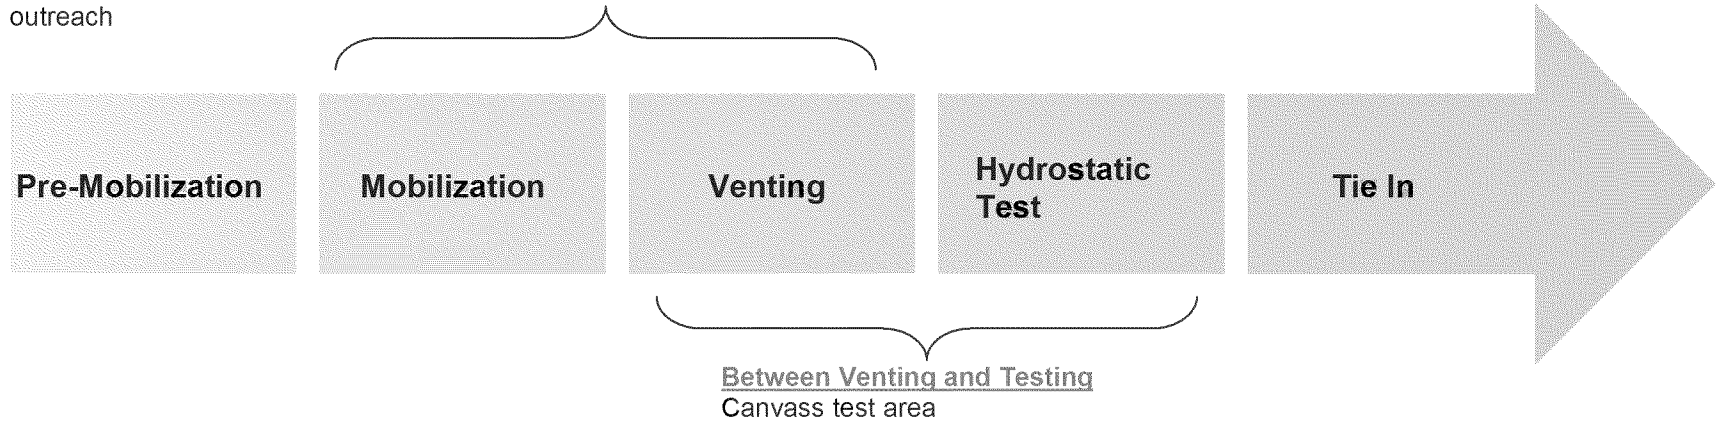 outreach
Pre-Mobilization
Mobilization
Venting
Hydrostatic
Test
Tie In
Between Venting and Testing
Canvass test area